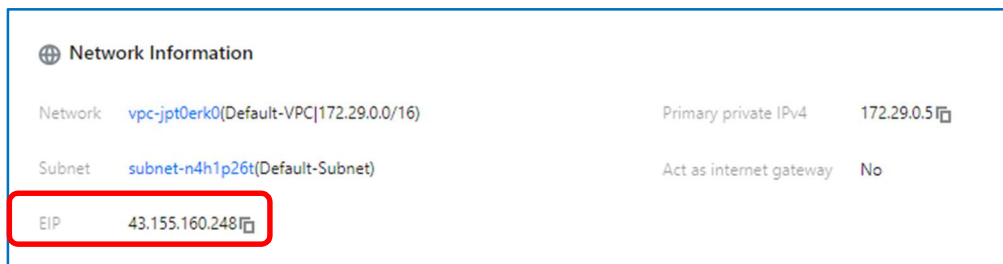 Network Information
Network vpc-jpt0erk0(Default-VPC|172.29.0.0/16) Primary private IPv4 172.29.0.5
Subnet subnet-n4h1p26t(Default-Subnet) Act as internet gateway No
EIP 43.155.160.248